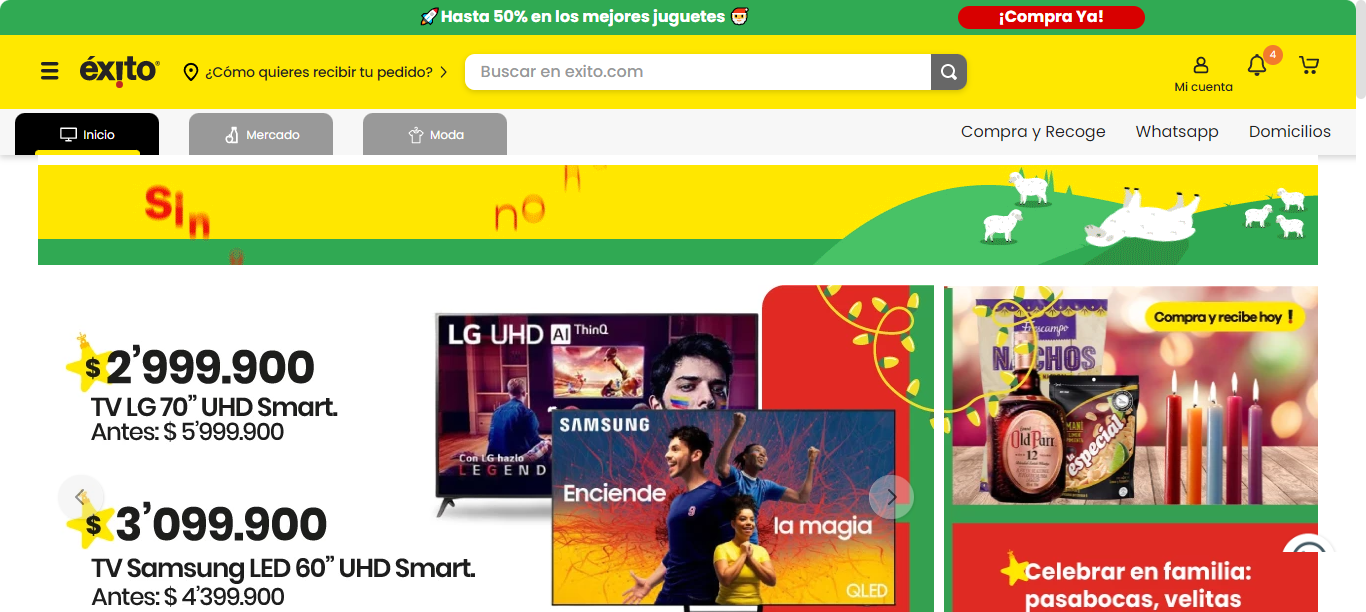 🚀Hasta 50% en los mejores juguetes 🎅
¡Compra Ya!
éxito
¿Cómo quieres recibir tu pedido?
Buscar en exito.com
4
Mi cuenta
Inicio
Mercado
Moda
Compra y Recoge
Whatsapp
Domicilios
Sin
no
$ 2’999.900
TV LG 70” UHD Smart.
Antes: $ 5’999.900
$ 3’099.900
TV Samsung LED 60” UHD Smart.
Antes: $ 4’399.900
LG UHD AI ThinQ
Con LG hazlo
LEGEND
SAMSUNG
Enciende
la magia
QLED
Compra y recibe hoy !
Frescampo
NACHOS
Old Parr
12
MANI
la especial
Celebrar en familia:
pasabocas, velitas